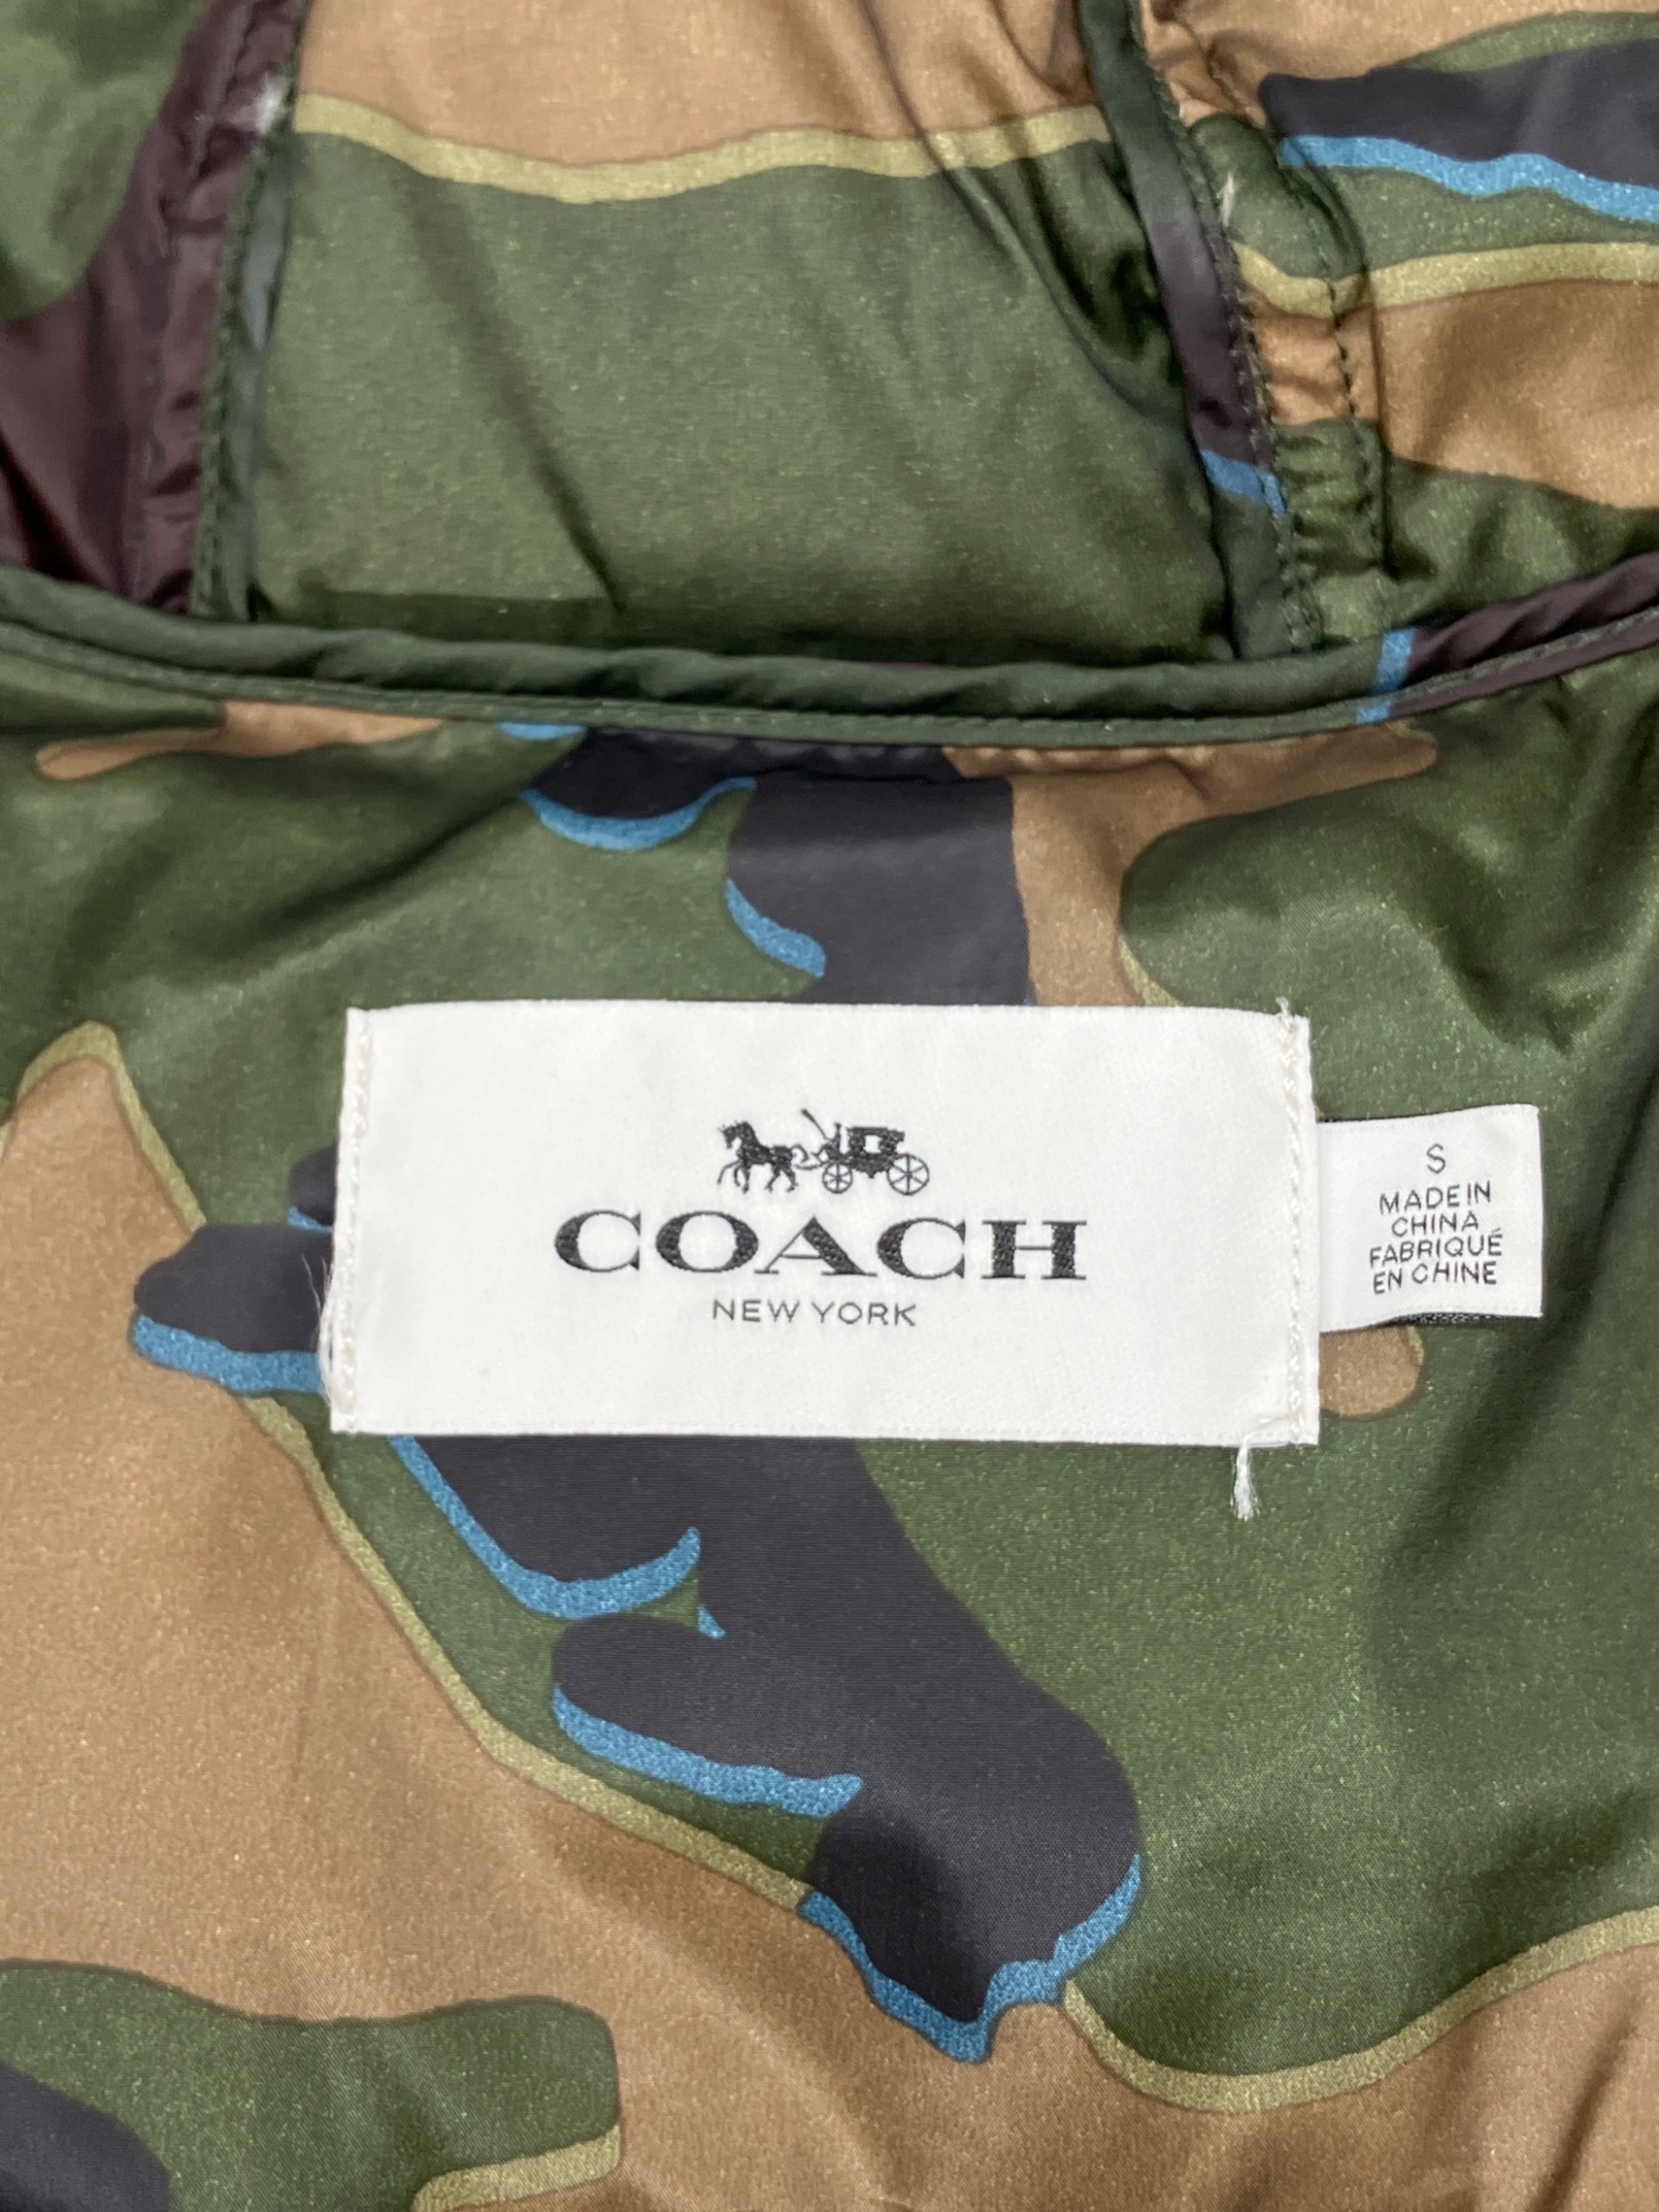 COACH
NEW YORK
S
MADE IN
CHINA
FABRIQUÉ
EN CHINE